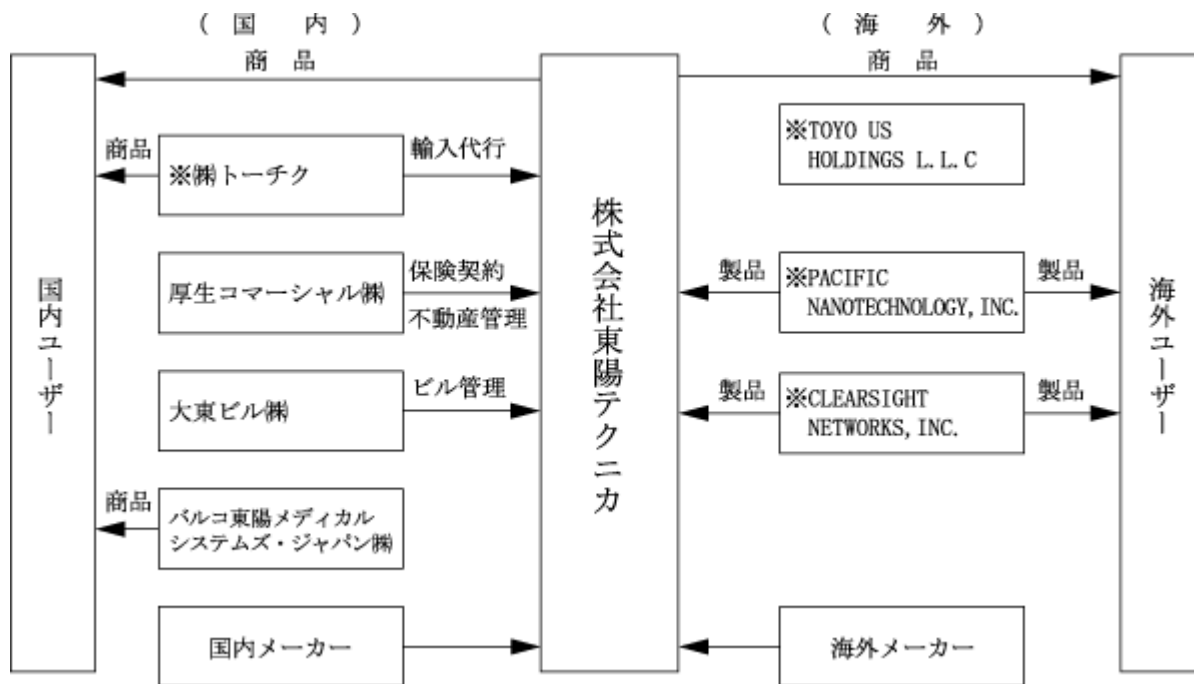 ( 国 内 )
( 海 外 )
商 品
商 品
国内ユーザー
商品
※㈱トーチク
輸入代行
厚生コマーシャル㈱
保険契約
不動産管理
大東ビル㈱
ビル管理
商品
バルコ東陽メディカル
システムズ・ジャパン㈱
国内メーカー
株式会社東陽テクニカ
※TOYO US
HOLDINGS L.L.C
製品
※PACIFIC
NANOTECHNOLOGY, INC.
製品
製品
※CLEARSIGHT
NETWORKS, INC.
製品
海外メーカー
海外ユーザー